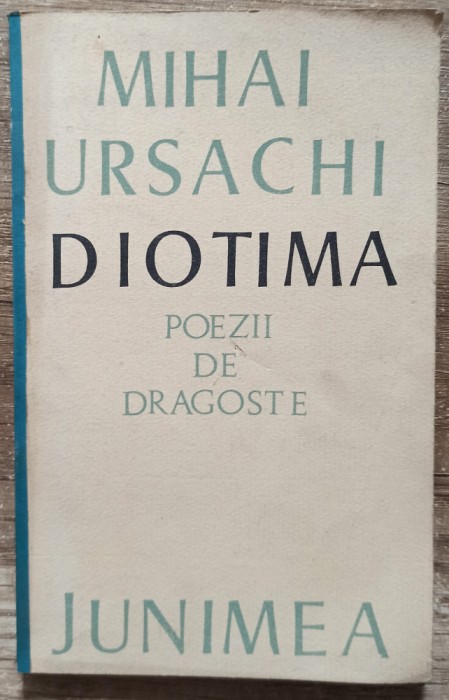 MIHAI
URSACHI
DIOTIMA
POEZII
DE
DRAGOSTE
JUNIMEA